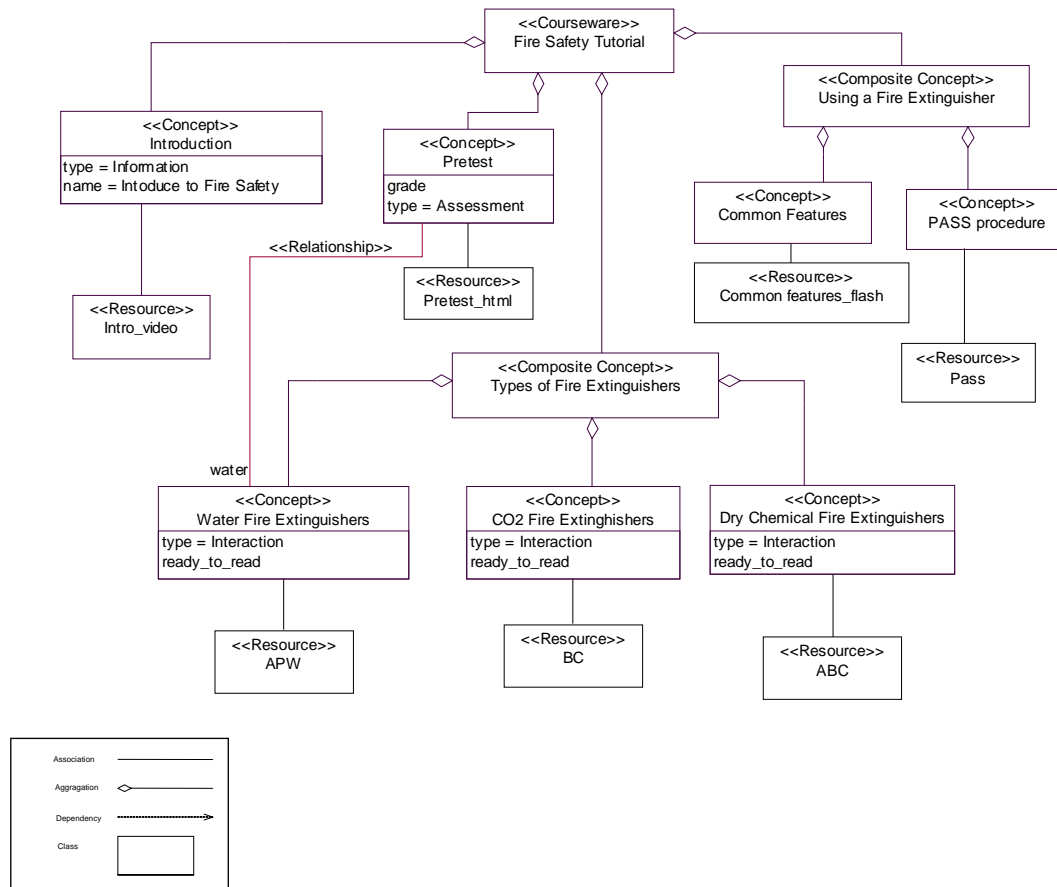 <<Courseware>>
Fire Safety Tutorial
<<Composite Concept>>
Using a Fire Extinguisher
<<Concept>>
Introduction
type = Information
name = Intoduce to Fire Safety
<<Concept>>
Pretest
grade
type = Assessment
<<Concept>>
Common Features
<<Concept>>
PASS procedure
<<Relationship>>
<<Resource>>
Pretest_html
<<Resource>>
Common features_flash
<<Resource>>
Intro_video
<<Resource>>
Pass
<<Composite Concept>>
Types of Fire Extinguishers
water
<<Concept>>
Water Fire Extinguishers
type = Interaction
ready_to_read
<<Concept>>
CO2 Fire Extinghishers
type = Interaction
ready_to_read
<<Concept>>
Dry Chemical Fire Extinguishers
type = Interaction
ready_to_read
<<Resource>>
APW
<<Resource>>
BC
<<Resource>>
ABC
Association
Aggragation
Dependency
Class